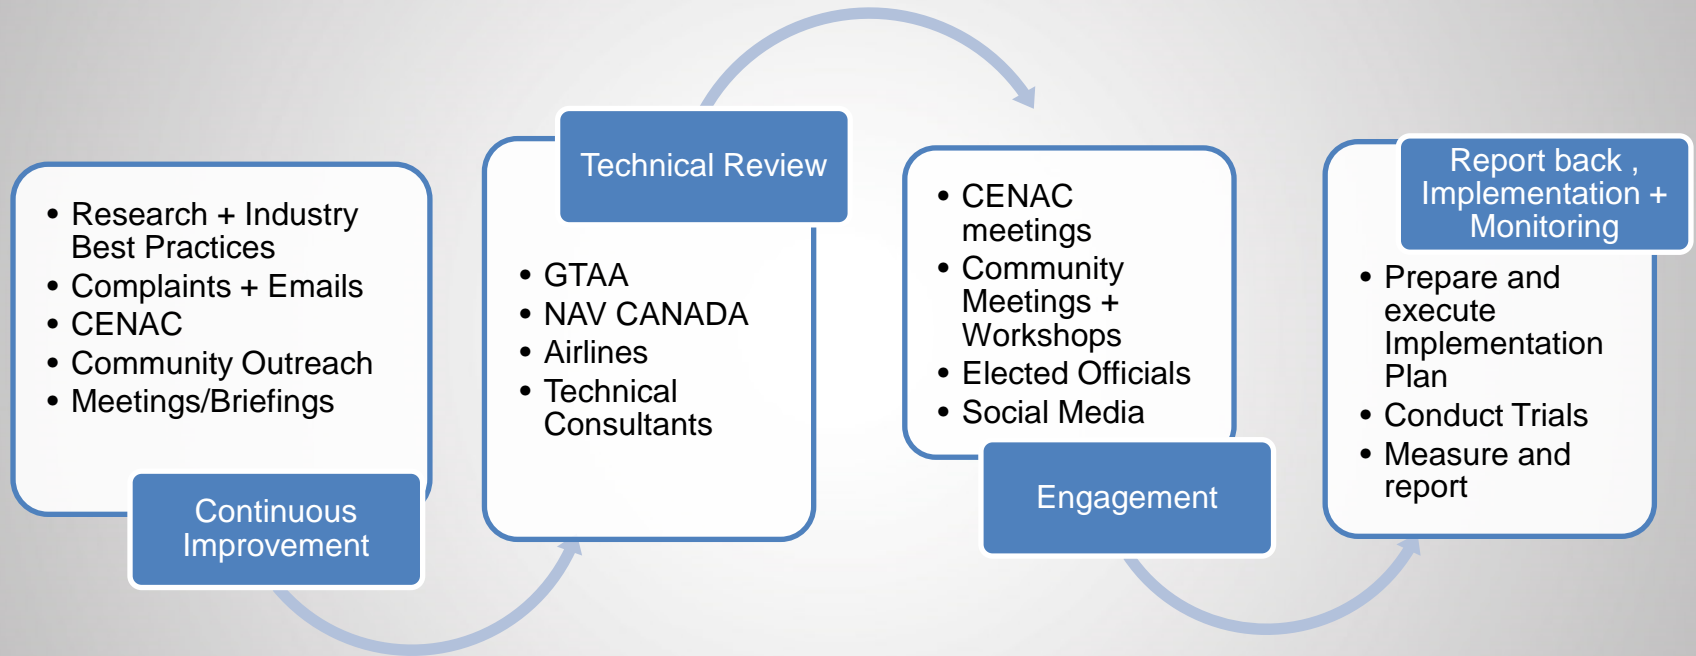 • Research + Industry
Best Practices
• Complaints + Emails
• CENAC
• Community Outreach
• Meetings/Briefings
Continuous
Improvement
Technical Review
• GTAA
• NAV CANADA
• Airlines
• Technical
Consultants
• CENAC
meetings
• Community
Meetings +
Workshops
• Elected Officials
• Social Media
Engagement
Report back ,
Implementation +
Monitoring
• Prepare and
execute
Implementation
Plan
• Conduct Trials
• Measure and
report